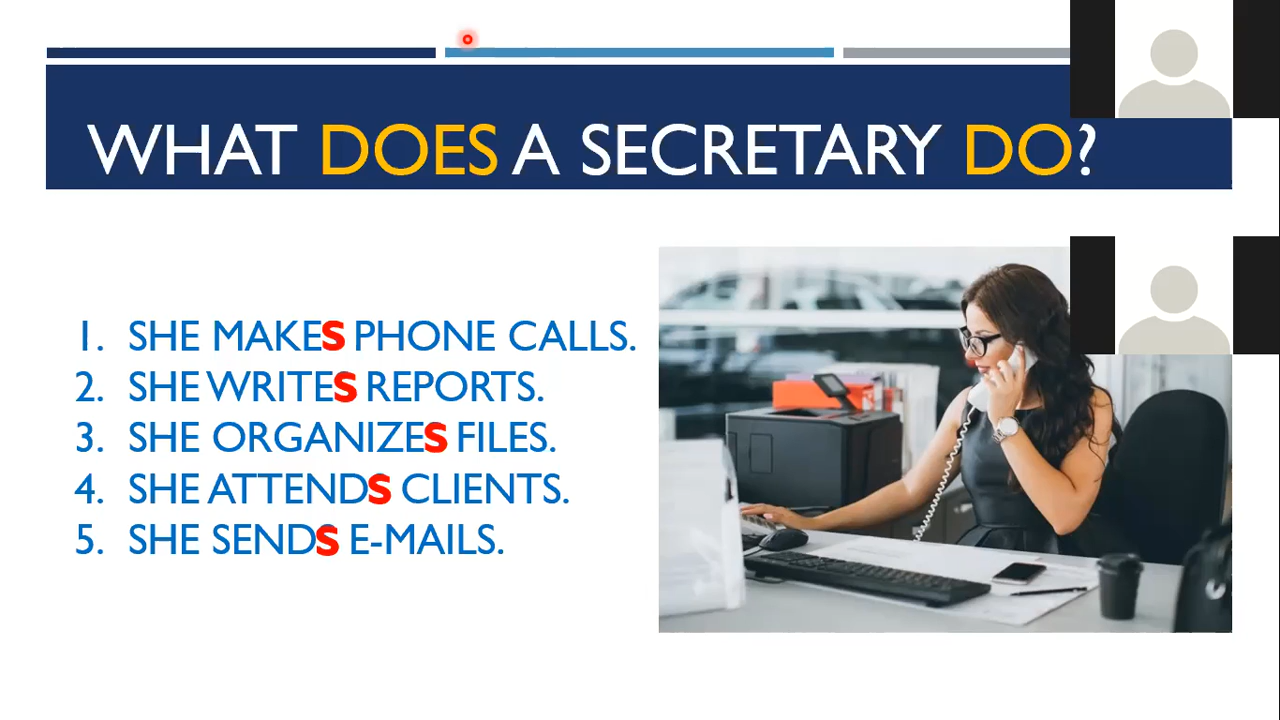 WHAT DOES A SECRETARY DO?
1. SHE MAKES PHONE CALLS.
2. SHE WRITES REPORTS.
3. SHE ORGANIZES FILES.
4. SHE ATTENDS CLIENTS.
5. SHE SENDS E-MAILS.